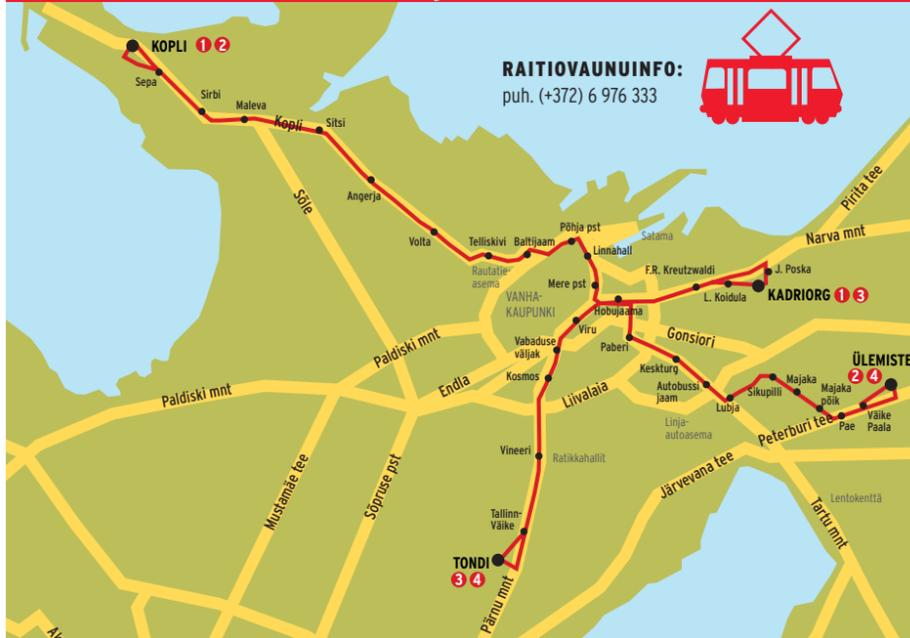 KOPLI 1 2
Sepa
Sirbi
Maleva
Kopli
Sitsi
RAITIOVAUNUINFO:
puh. (+372) 6 976 333
Angerja
Sõle
Pirita tee
Volta
Telliskivi
Baltijaam
Põhja pst
Linnahall
Satama
Narva mnt
Rautatie-
asema
F.R. Kreutzwaldi
J. Poska
Mere pst
L. Koidula
KADRIORG 1 3
VANHA-
KAUPUNKI
Hobujaama
Viru
Paberi
Gonsiori
Paldiski mnt
Vabaduse
väljak
Keskturg
ÜLEMISTE
2 4
Kosmos
Endla
Liivalaia
Autobussi
jaam
Sikupilli
Majaka
Majaka
põik
Paldiski mnt
Lubja
Pae
Väike
Paala
Linja-
autoasema
Peterburi tee
Vineeri
Ratikkahallit
Järvevana tee
Mustamäe tee
Sõpruse pst
Lentokenttä
Tartu mnt
Tallinn-
Väike
TONDI
3 4
Pärnu mnt